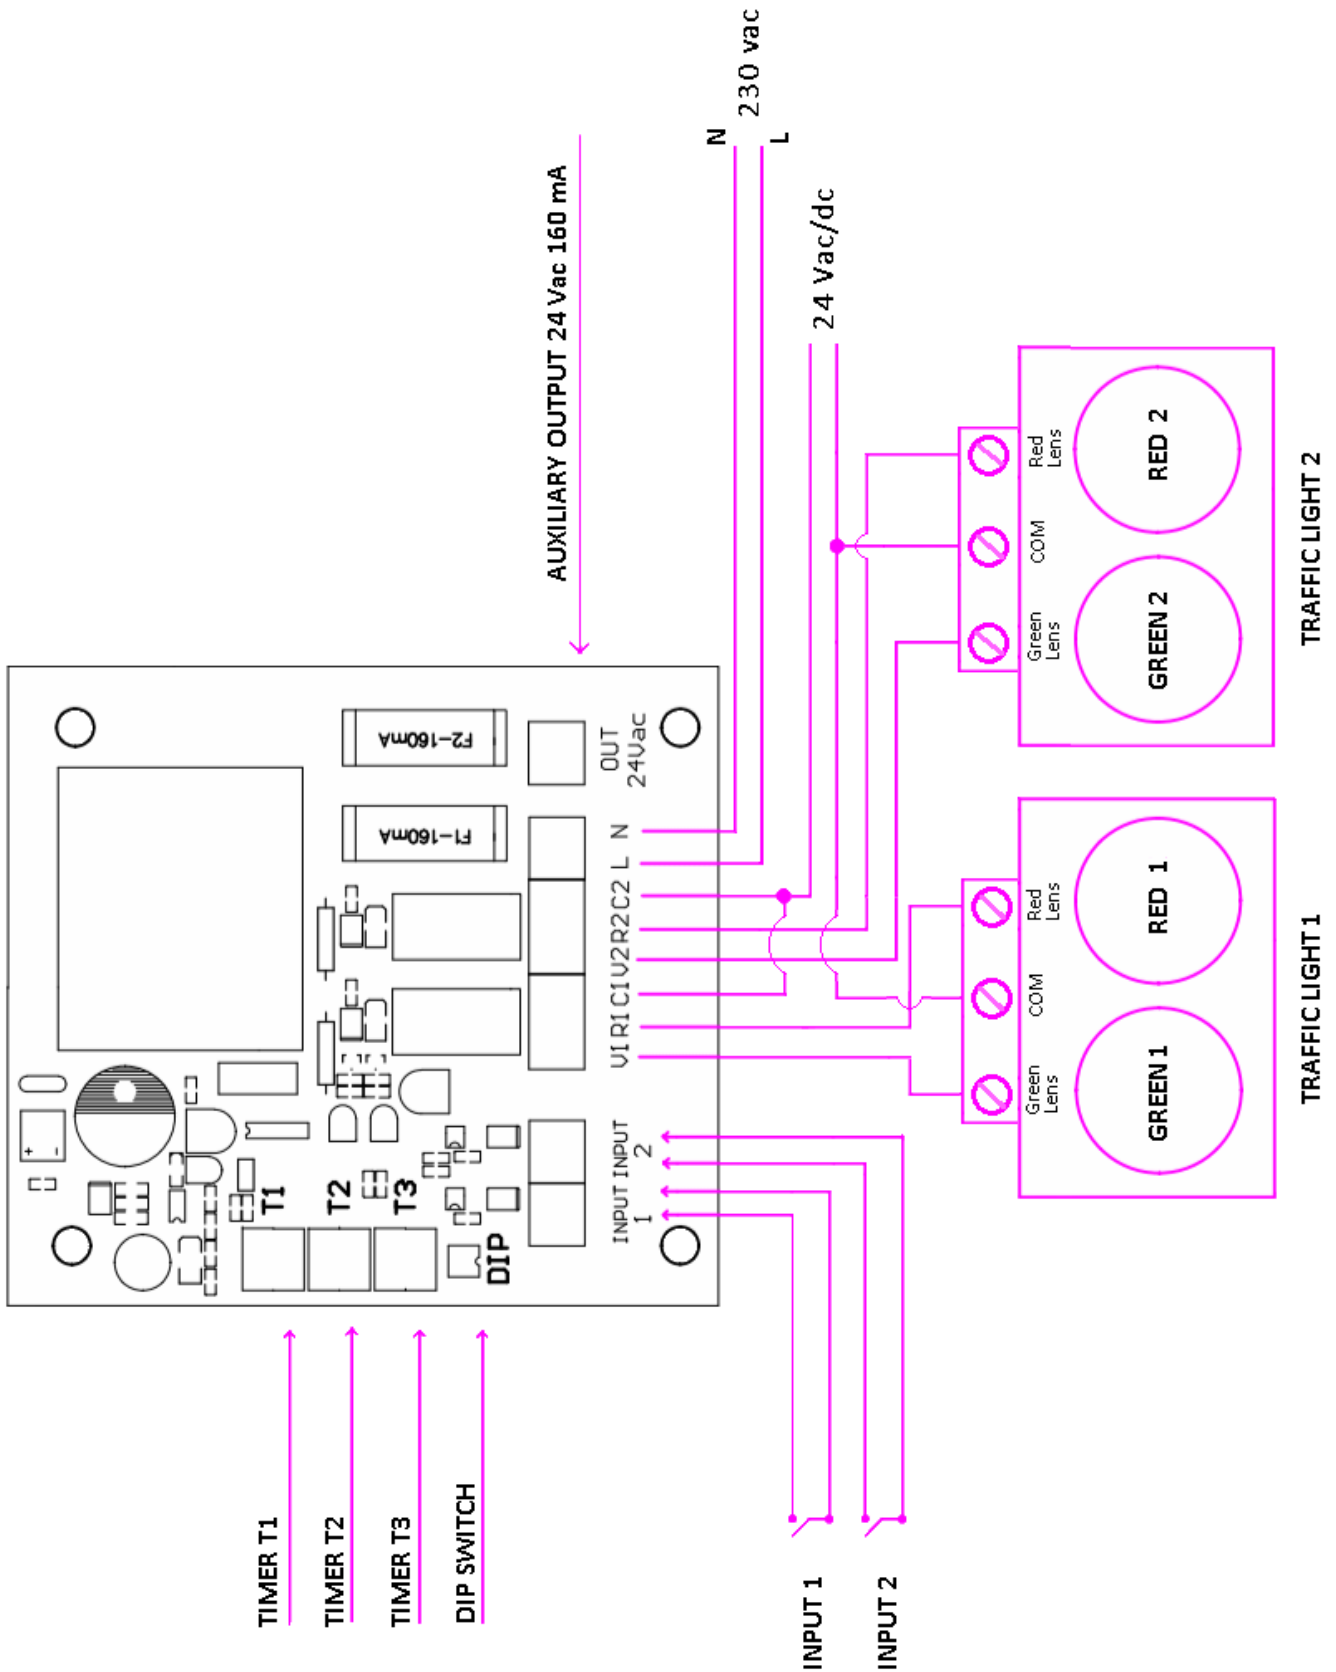 TIMER T1
TIMER T2
TIMER T3
DIP SWITCH
T1
T2
T3
DIP
+ -
F1-160mA
F2-160mA
INPUT INPUT
1 2
V1 R1 C1 V2 R2 C2 L N
OUT
24Vac
AUXILIARY OUTPUT 24 Vac 160 mA
N
230 vac
L
24 Vac/dc
INPUT 1
INPUT 2
Green
Lens
COM
Red
Lens
GREEN 1
RED 1
TRAFFIC LIGHT 1
Green
Lens
COM
Red
Lens
GREEN 2
RED 2
TRAFFIC LIGHT 2